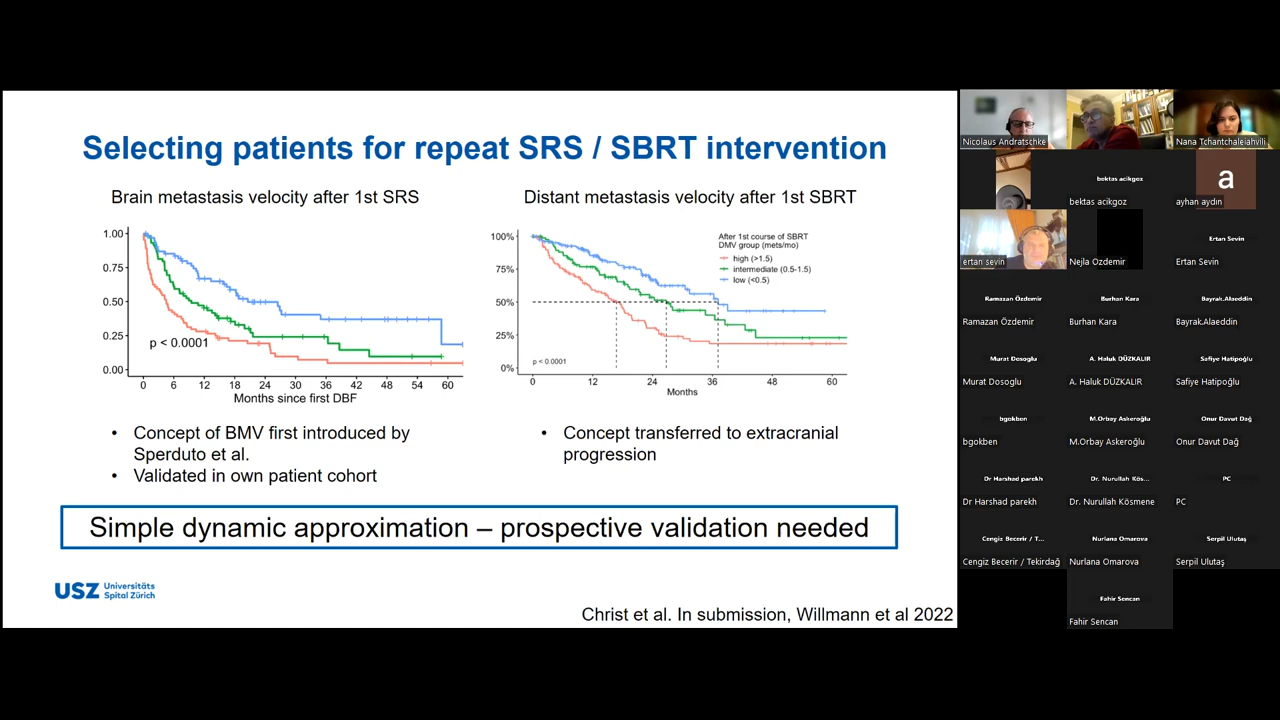 Selecting patients for repeat SRS / SBRT intervention
Brain metastasis velocity after 1st SRS
1.00
0.75
0.50
0.25
0.00
p < 0.0001
0 6 12 18 24 30 36 42 48 54 60
Months since first DBF
Concept of BMV first introduced by
Sperduto et al.
Validated in own patient cohort
Distant metastasis velocity after 1st SBRT
100%
75%
50%
25%
0%
After 1st course of SBRT
DMV group (mets/mo)
high (>1.5)
intermediate (0.5-1.5)
low (<0.5)
p < 0.0001
0 12 24 36 48 60
Months
Concept transferred to extracranial
progression
Simple dynamic approximation – prospective validation needed
USZ Universitäts
Spital Zürich
Christ et al. In submission, Willmann et al 2022
Nicolaus Andratschke
Nana Tchantchaleiahvili
bektas acikgoz
bektas acikgoz
a
ayhan aydın
ertan sevin
Nejla Ozdemir
Ertan Sevin
Ertan Sevin
Ramazan Özdemir
Ramazan Özdemir
Burhan Kara
Burhan Kara
Bayrak.Alaeddin
Bayrak.Alaeddin
Murat Dosoglu
Murat Dosoglu
A. Haluk DÜZKALIR
A. Haluk DÜZKALIR
Safiye Hatipoğlu
Safiye Hatipoğlu
bgokben
bgokben
M.Orbay Askeroğlu
M.Orbay Askeroğlu
Onur Davut Dağ
Onur Davut Dağ
Dr Harshad parekh
Dr Harshad parekh
Dr. Nurullah Kös...
Dr. Nurullah Kösmene
PC
PC
Cengiz Becerir / T...
Cengiz Becerir / Tekirdağ
Nurlana Omarova
Nurlana Omarova
Serpil Ulutaş
Serpil Ulutaş
Fahir Sencan
Fahir Sencan